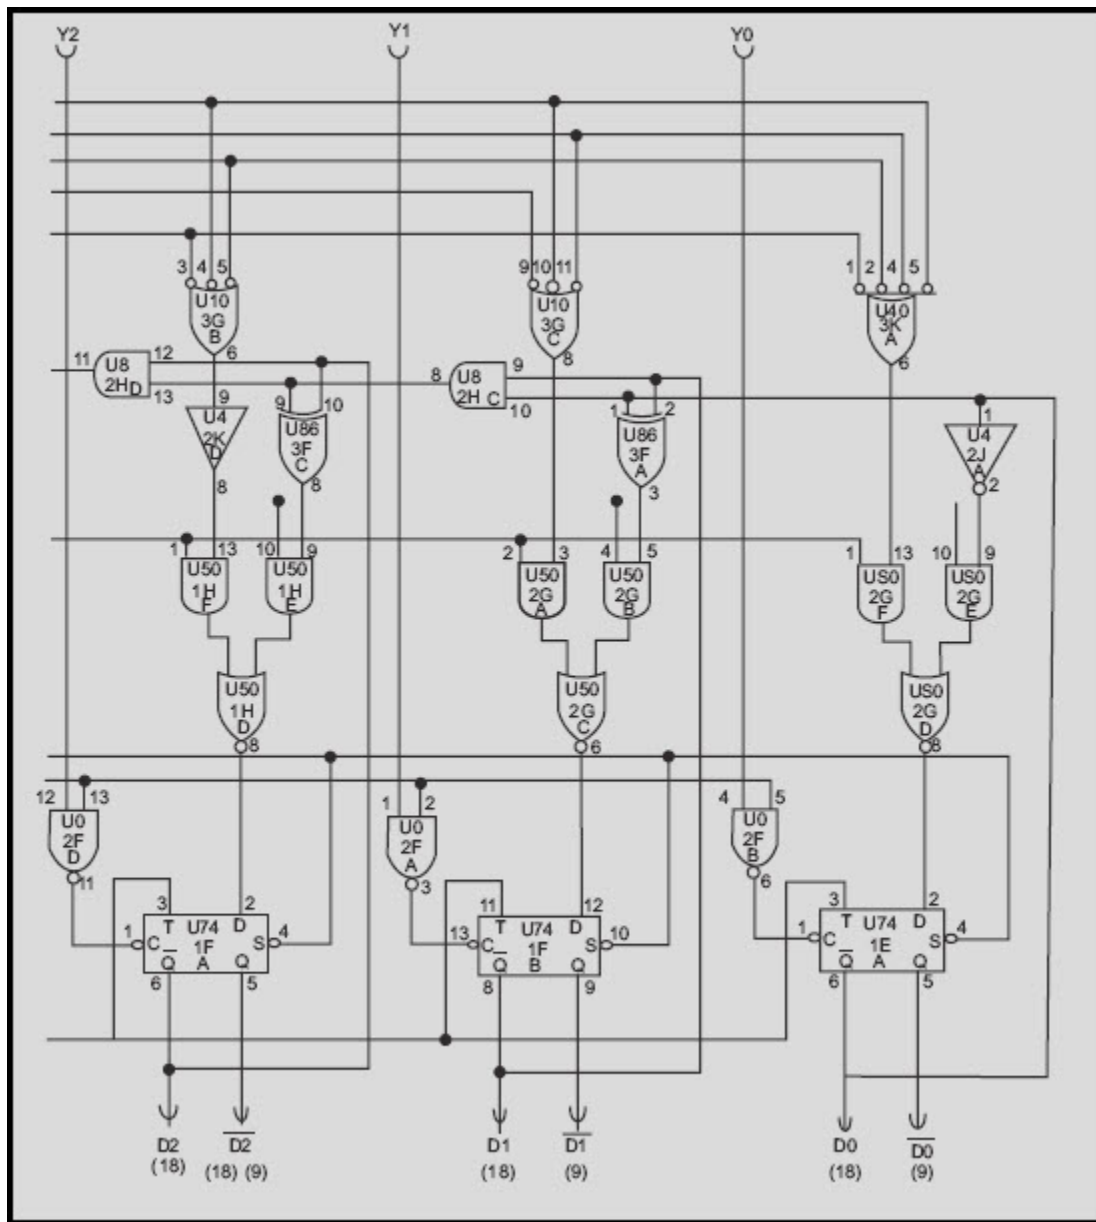 Y2 Y1 Y0
3 4 5 9 10 11 1 2 4 5
U10 3G B U10 3G C U40 3K A
6 8 6
11 U8 2H D 12 13
8 U8 2H C 9 10
9 U4 2K D 8
9 10 U86 3F C 8
1 2 U86 3F A 3
1 U4 2J A 2
1 13 10 9 2 3 4 5 1 13 10 9
U50 1H F U50 1H E U50 2G A U50 2G B US0 2G F US0 2G E
U50 1H D 8 U50 2G C 6 US0 2G D 8
12 13 1 2 4 5
U0 2F D 11 U0 2F A 3 U0 2F B 6
3 2 11 12 3 2
1 T U74 D 4 13 T U74 D 10 1 T U74 D 4
C 1F S C 1F S C 1E S
Q̅ A Q Q̅ B Q Q̅ A Q
6 5 8 9 6 5
D2 D̅2̅ D1 D̅1̅ D0 D̅0̅
(18) (18) (9) (18) (9) (18) (9)